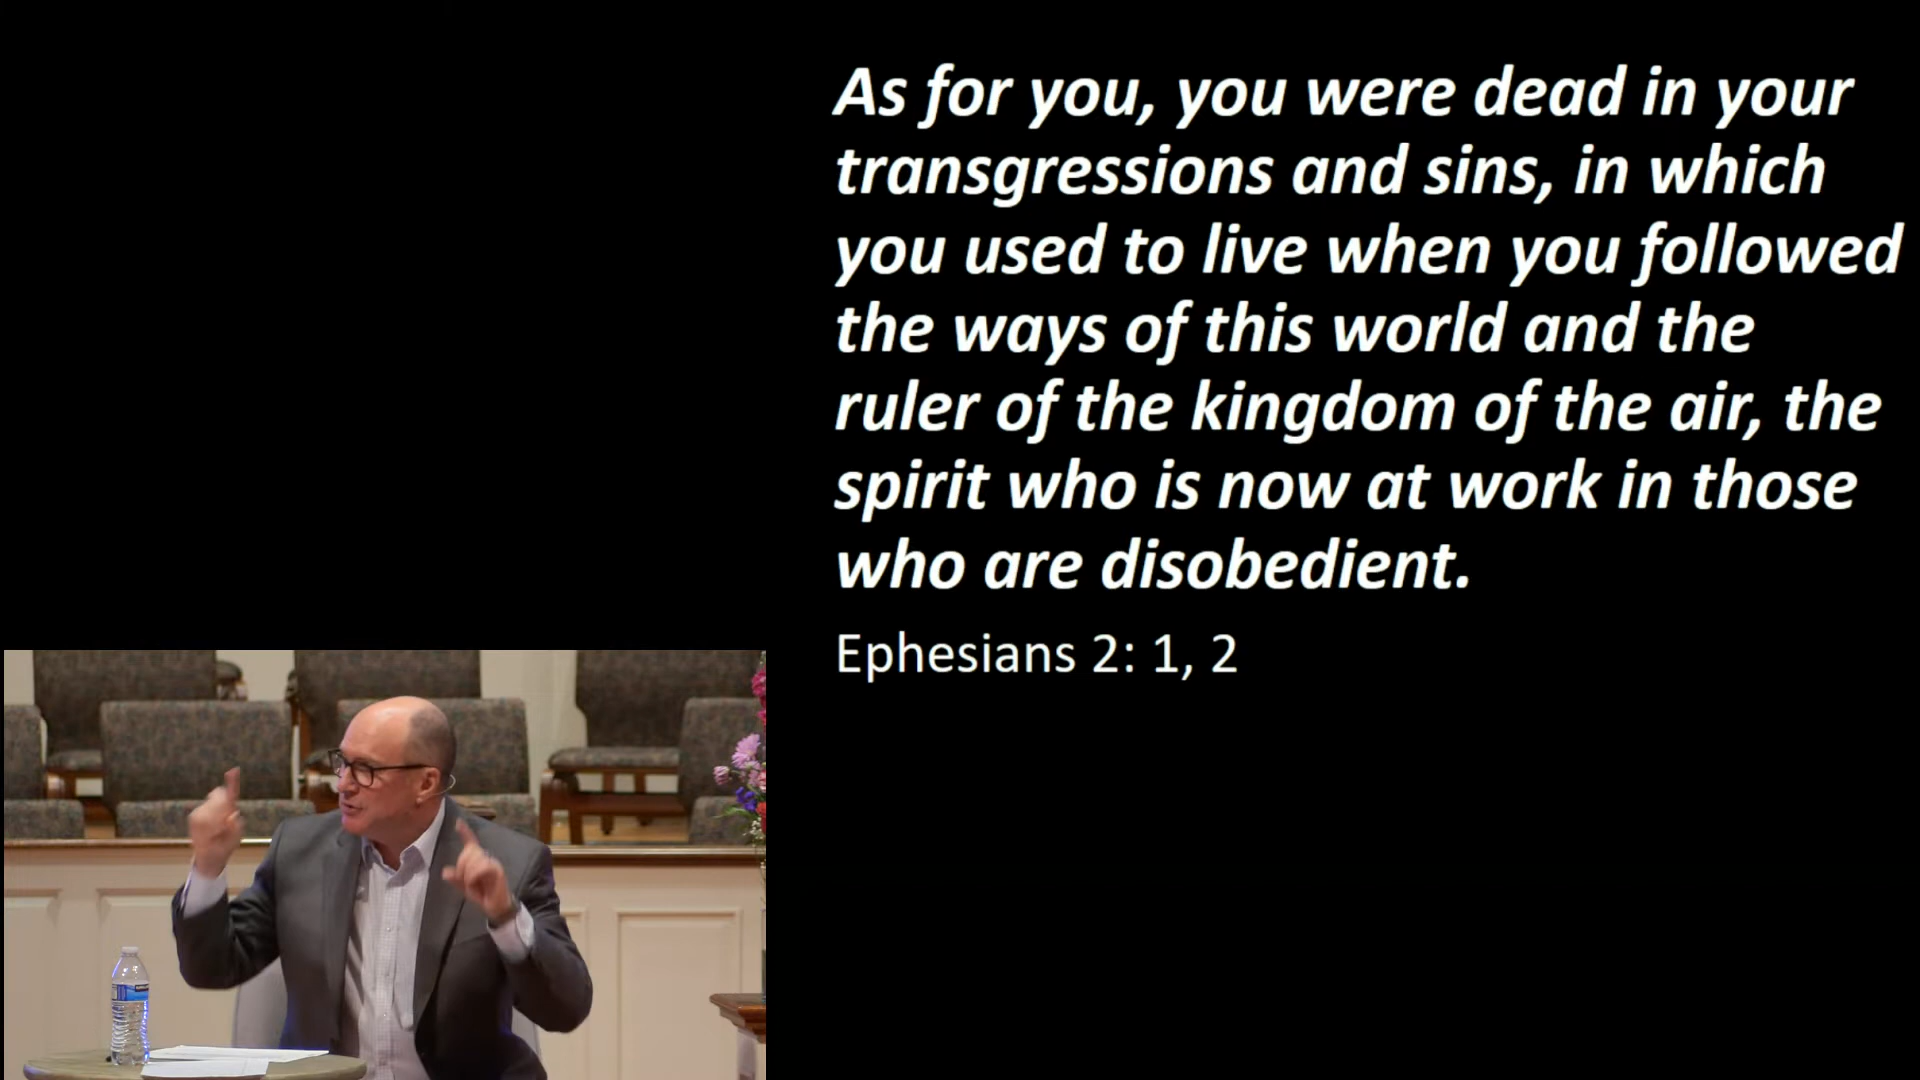 As for you, you were dead in your
transgressions and sins, in which
you used to live when you followed
the ways of this world and the
ruler of the kingdom of the air, the
spirit who is now at work in those
who are disobedient.
Ephesians 2: 1, 2